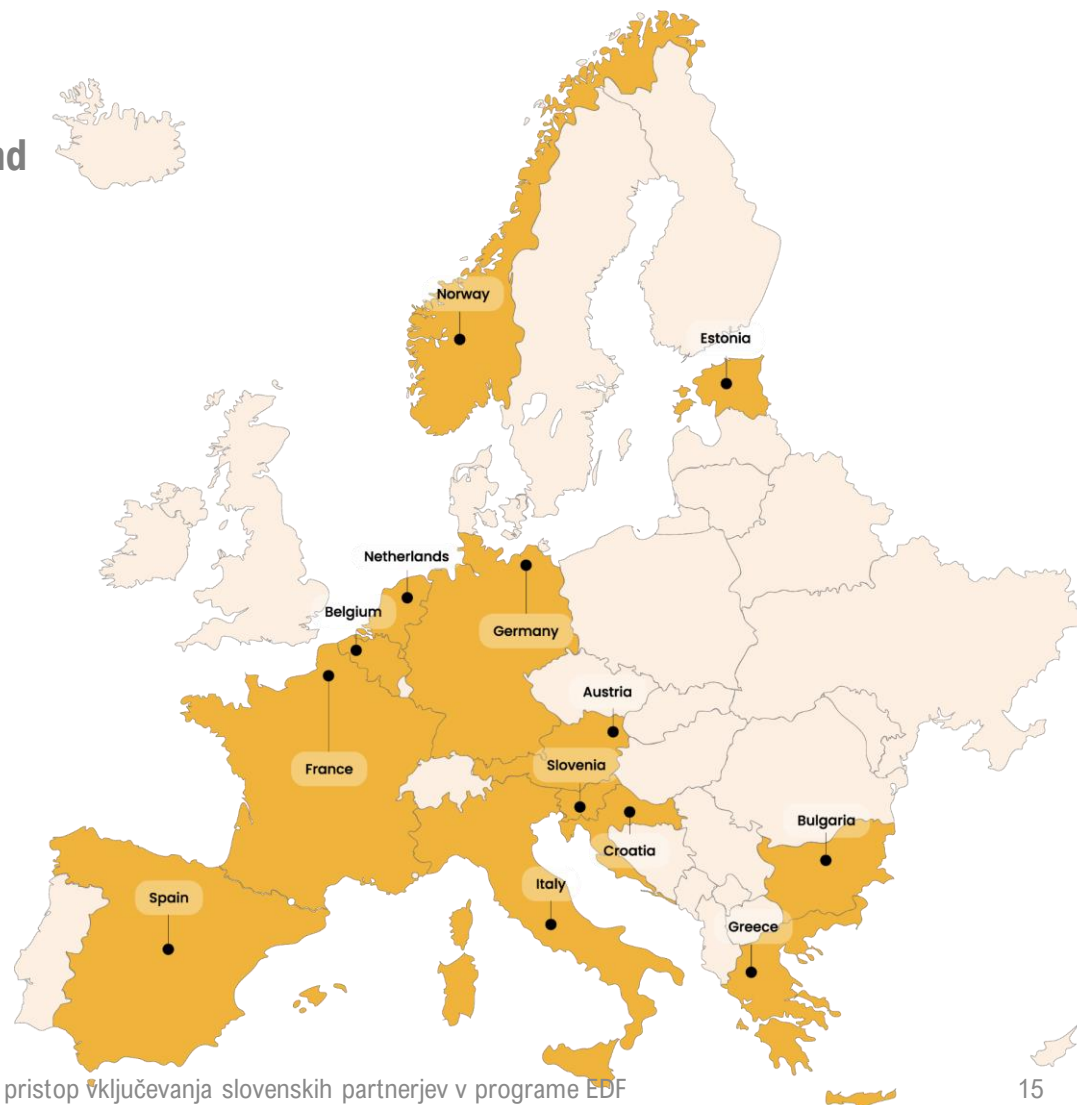 nd
Norway
Estonia
Netherlands
Belgium
Germany
Austria
France
Slovenia
Bulgaria
Croatia
Italy
Spain
Greece
pristop vključevanja slovenskih partnerjev v programe EDF
15